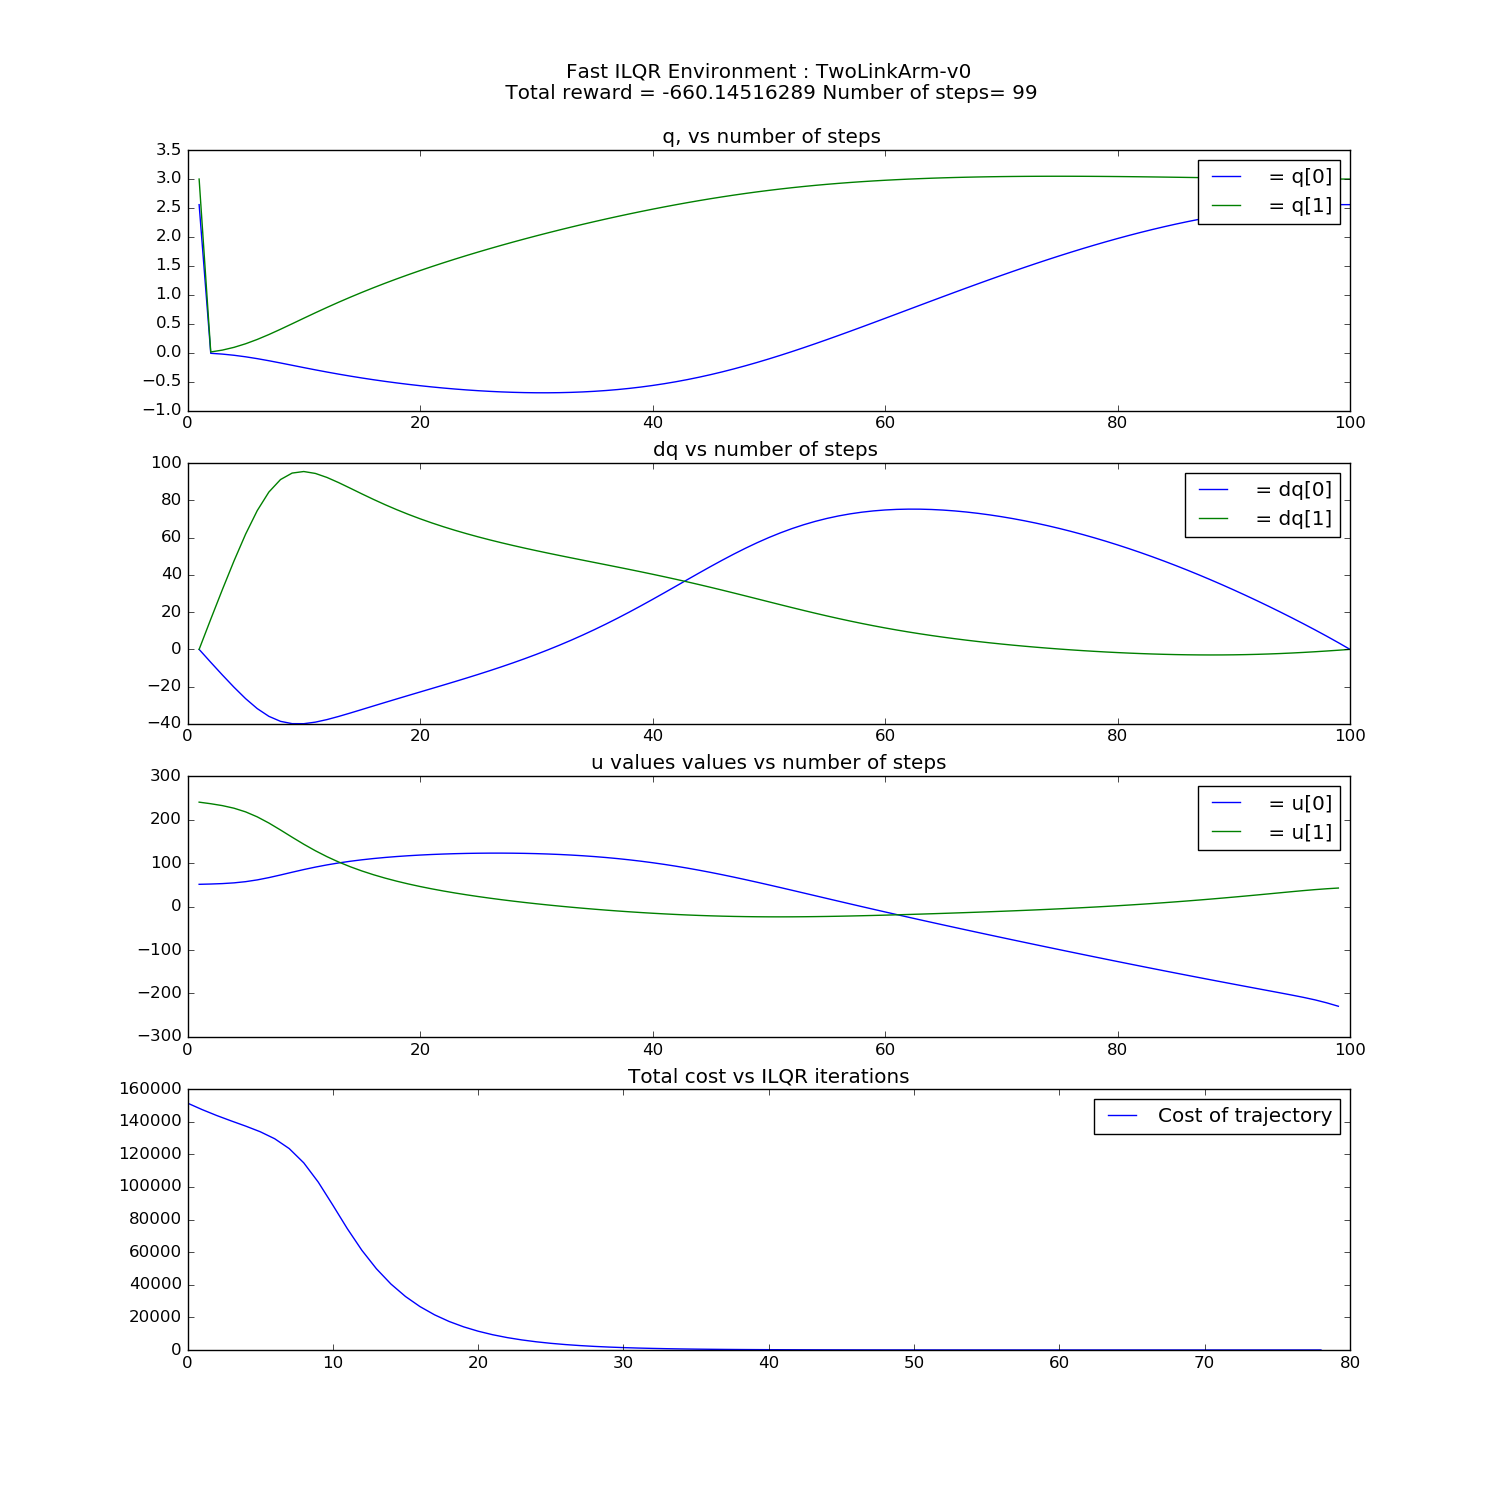 Fast ILQR Environment : TwoLinkArm-v0
Total reward = -660.14516289 Number of steps= 99
q, vs number of steps
3.5
3.0
2.5
2.0
1.5
1.0
0.5
0.0
−0.5
−1.0
0 20 40 60 80 100
= q[0]
= q[1]
dq vs number of steps
100
80
60
40
20
0
−20
−40
0 20 40 60 80 100
= dq[0]
= dq[1]
u values values vs number of steps
300
200
100
0
−100
−200
−300
0 20 40 60 80 100
= u[0]
= u[1]
Total cost vs ILQR iterations
160000
140000
120000
100000
80000
60000
40000
20000
0
0 10 20 30 40 50 60 70 80
Cost of trajectory